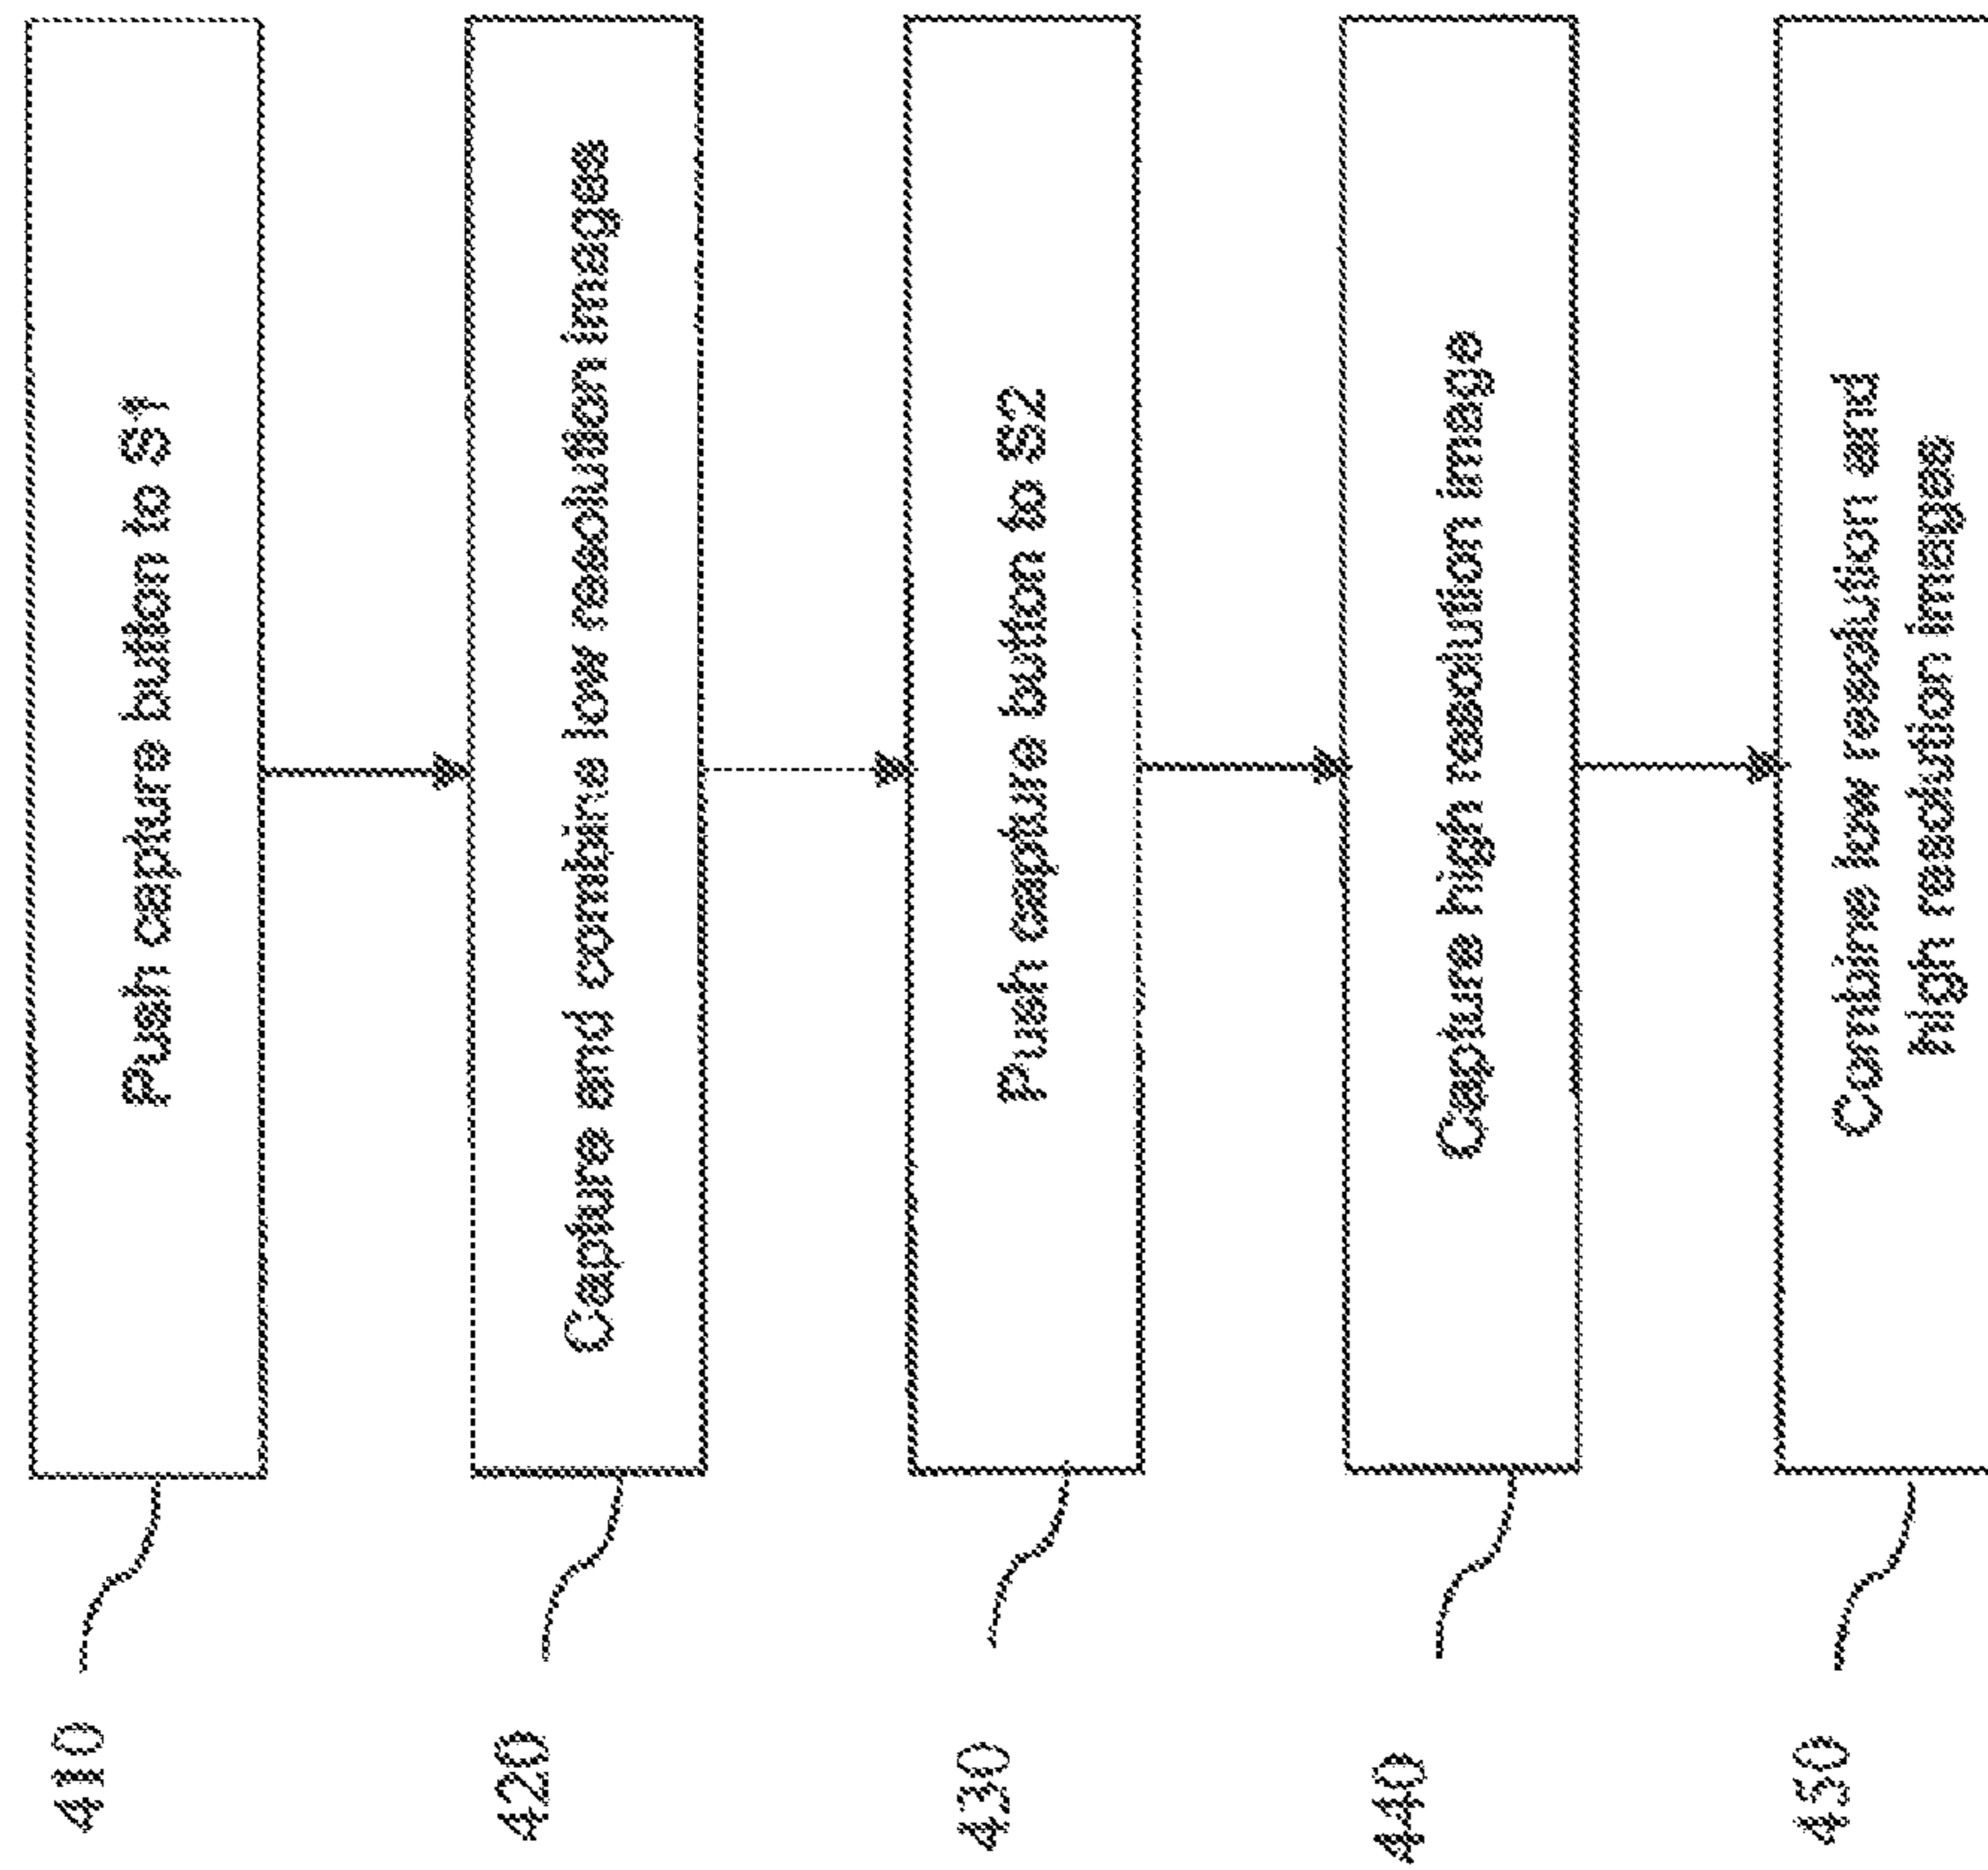 410
Push capture button to S1
420
Capture and combine low resolution images
430
Push capture button to S2
440
Capture high resolution image
450
Combine low resolution and
high resolution images